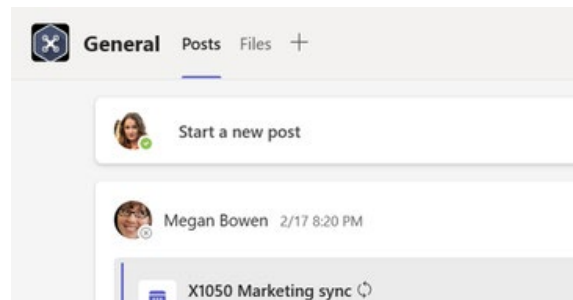 General Posts Files
Start a new post
Megan Bowen 2/17 8:20 PM
X1050 Marketing sync